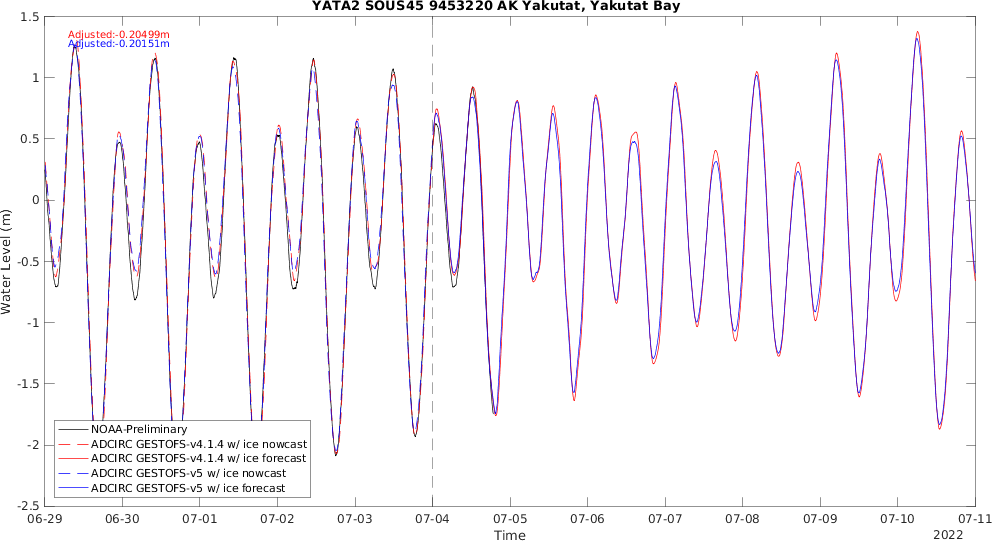 YATA2 SOUS45 9453220 AK Yakutat, Yakutat Bay
Adjusted:-0.20499m
Adjusted:-0.20151m
1.5
1
0.5
0
-0.5
-1
-1.5
-2
-2.5
Water Level (m)
NOAA-Preliminary
ADCIRC GESTOFS-v4.1.4 w/ ice nowcast
ADCIRC GESTOFS-v4.1.4 w/ ice forecast
ADCIRC GESTOFS-v5 w/ ice nowcast
ADCIRC GESTOFS-v5 w/ ice forecast
06-29 06-30 07-01 07-02 07-03 07-04 07-05 07-06 07-07 07-08 07-09 07-10 07-11
Time
2022